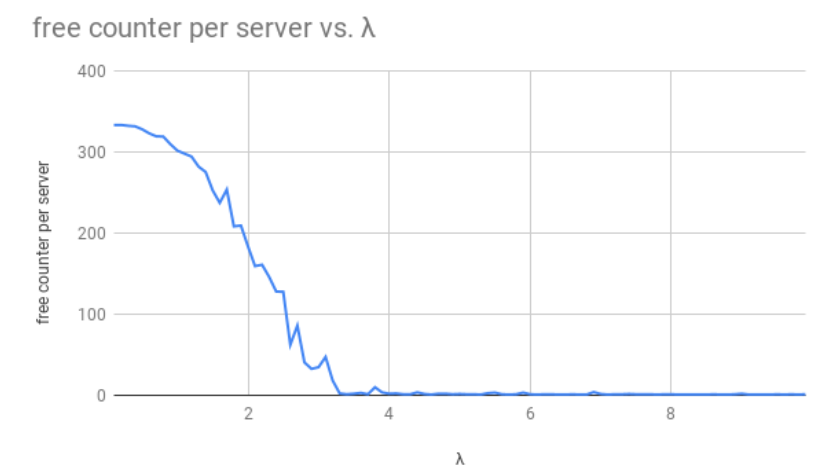 free counter per server vs. λ
400
300
200
100
0
free counter per server
2 4 6 8
λ